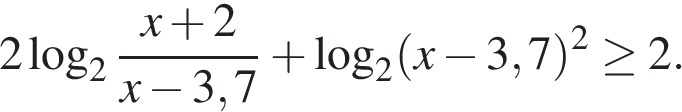 2 log₂ (x + 2)/(x − 3,7) + log₂(x − 3,7)² ≥ 2.